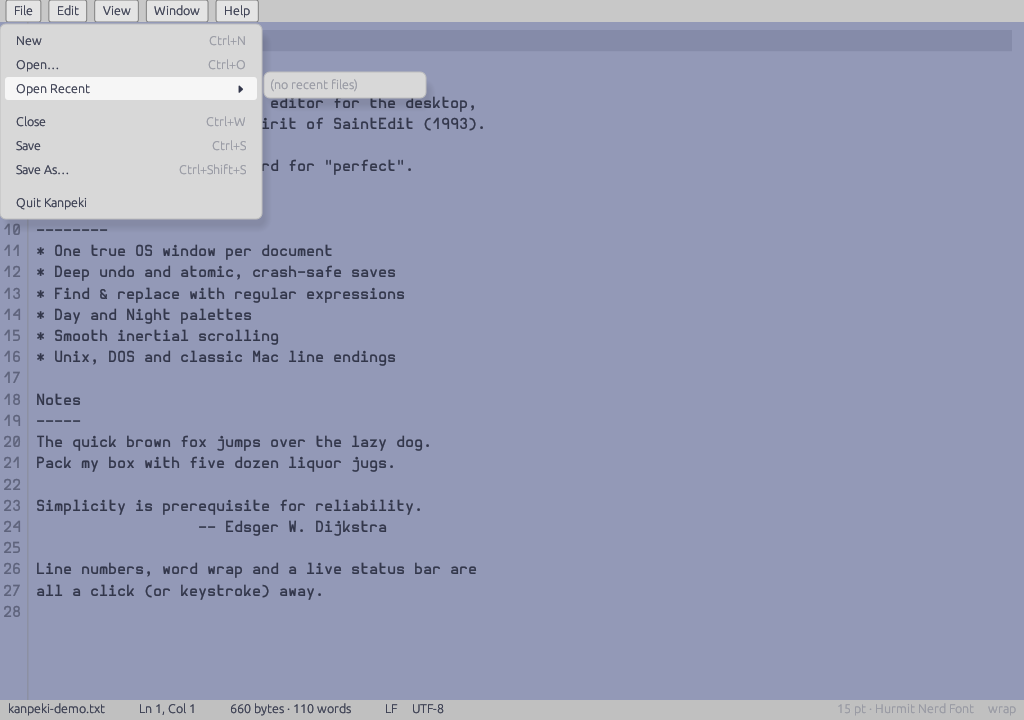 File Edit View Window Help
New Ctrl+N
Open... Ctrl+O
Open Recent
(no recent files)
editor for the desktop,
Close Ctrl+W
irit of SaintEdit (1993).
Save Ctrl+S
Save As... Ctrl+Shift+S
rd for "perfect".
Quit Kanpeki
10 --------
11 * One true OS window per document
12 * Deep undo and atomic, crash-safe saves
13 * Find & replace with regular expressions
14 * Day and Night palettes
15 * Smooth inertial scrolling
16 * Unix, DOS and classic Mac line endings
17
18 Notes
19 -----
20 The quick brown fox jumps over the lazy dog.
21 Pack my box with five dozen liquor jugs.
22
23 Simplicity is prerequisite for reliability.
24 -- Edsger W. Dijkstra
25
26 Line numbers, word wrap and a live status bar are
27 all a click (or keystroke) away.
28
kanpeki-demo.txt Ln 1, Col 1 660 bytes · 110 words LF UTF-8 15 pt · Hurmit Nerd Font wrap